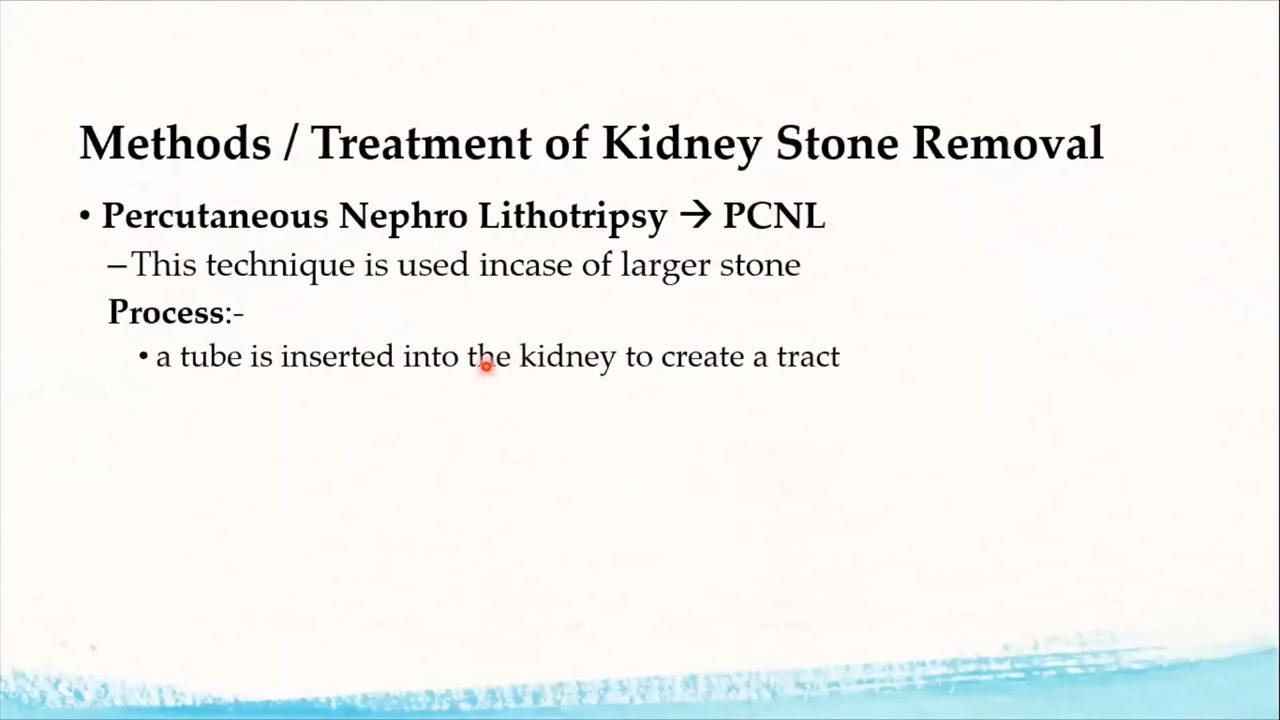 Methods / Treatment of Kidney Stone Removal
• Percutaneous Nephro Lithotripsy → PCNL
–This technique is used incase of larger stone
Process:-
• a tube is inserted into the kidney to create a tract